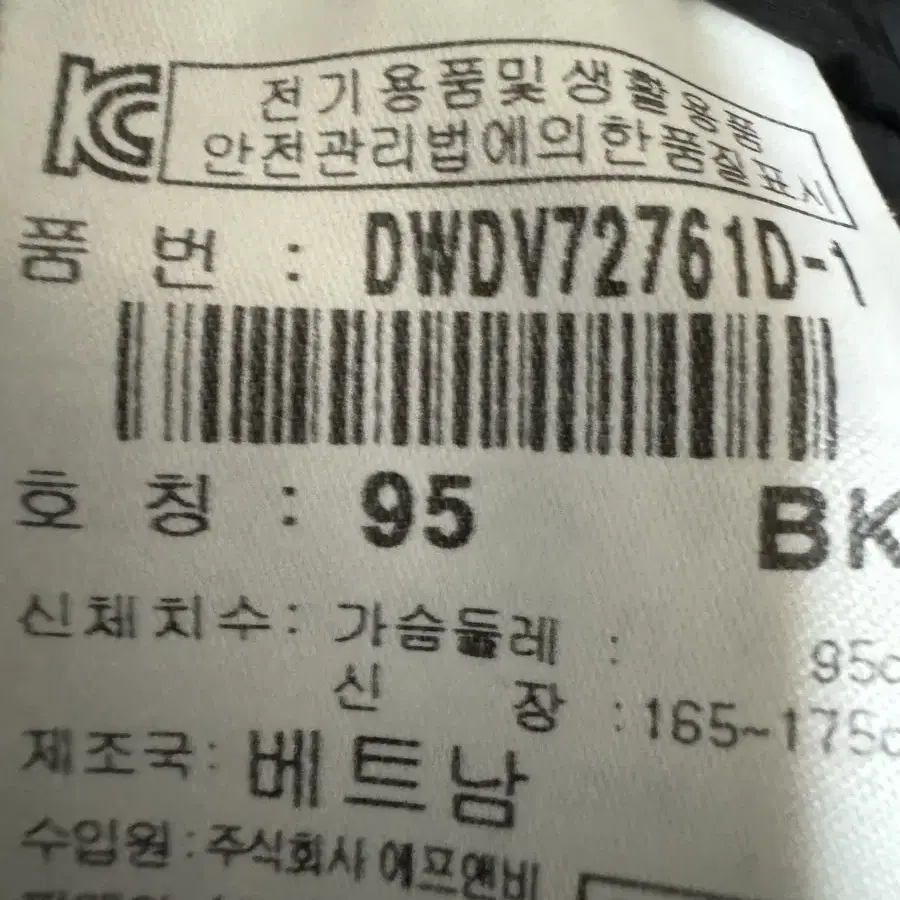 KC 전기용품및 생활용품
안전관리법에의한 품질표시
품 번 : DWDV72761D-1
호 칭 : 95 BK
신체치수: 가슴둘레 : 95c
신 장 :165~175c
제조국: 베트남
수입원 : 주식회사 에프앤비